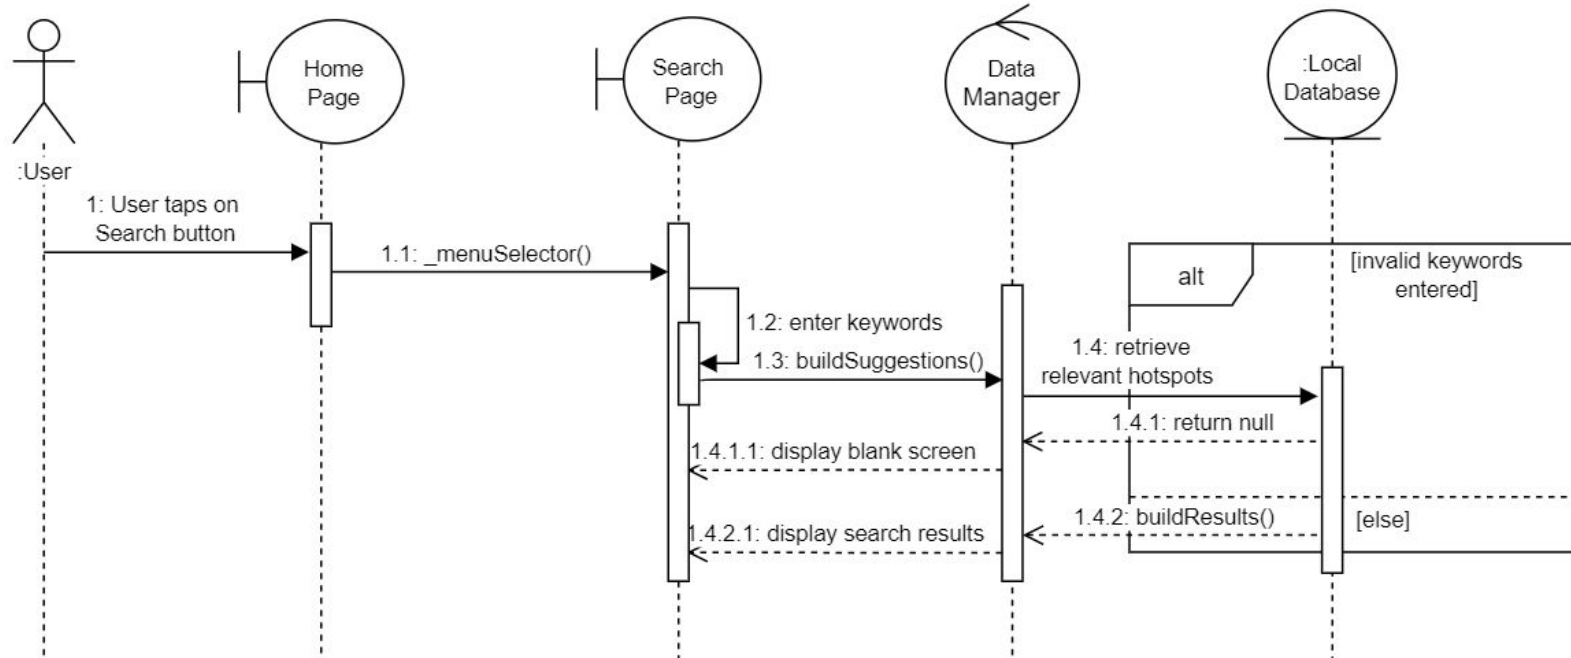 Home
Page
Search
Page
Data
Manager
:Local
Database
:User
1: User taps on
Search button
1.1: _menuSelector()
alt
[invalid keywords
entered]
1.2: enter keywords
1.3: buildSuggestions()
1.4: retrieve
relevant hotspots
1.4.1: return null
1.4.1.1: display blank screen
1.4.2: buildResults()
[else]
1.4.2.1: display search results